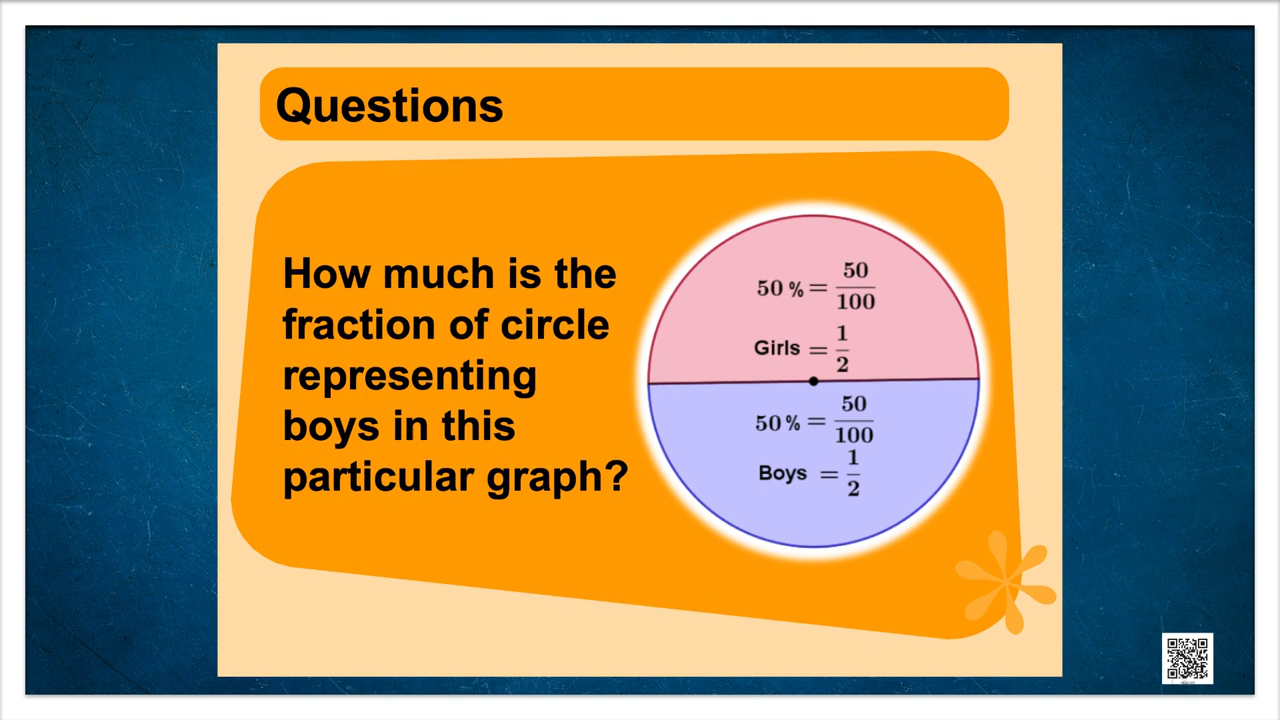 Questions
How much is the
fraction of circle
representing
boys in this
particular graph?
50 % = 50/100
Girls = 1/2
50 % = 50/100
Boys = 1/2